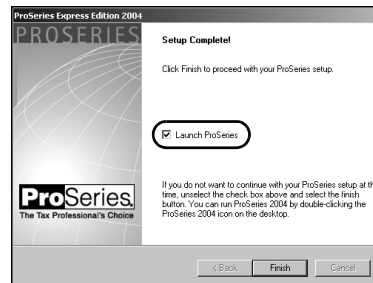 ProSeries Express Edition 2004
PROSERIES
Setup Complete!
Click Finish to proceed with your ProSeries setup.
Launch ProSeries
If you do not want to continue with your ProSeries setup at
time, unselect the check box above and select the finish
button. You can run ProSeries 2004 by double-clicking the
ProSeries 2004 icon on the desktop.
ProSeries.
The Tax Professional's Choice
< Back
Finish
Cancel